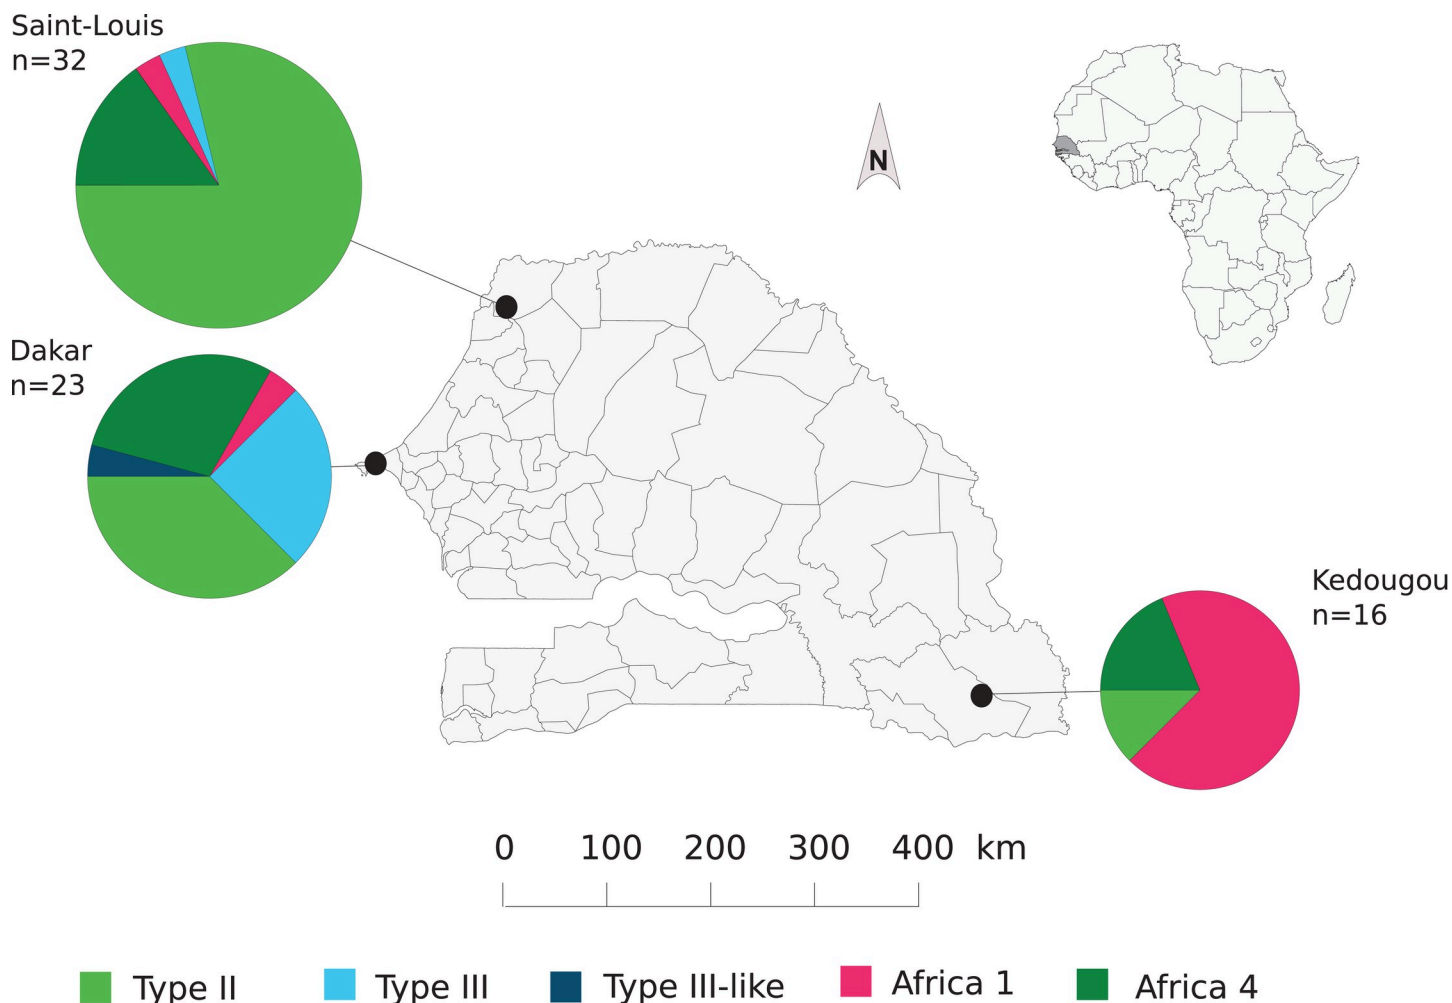 Saint-Louis
n=32
N
Dakar
n=23
Kedougou
n=16
0 100 200 300 400 km
Type II Type III Type III-like Africa 1 Africa 4